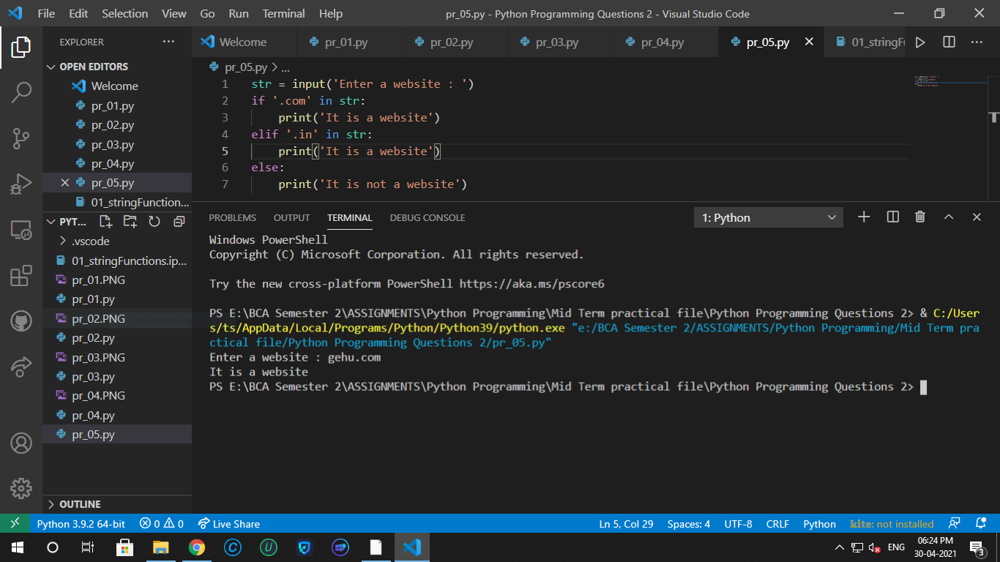 File Edit Selection View Go Run Terminal Help pr_05.py - Python Programming Questions 2 - Visual Studio Code
EXPLORER ...
Welcome pr_01.py pr_02.py pr_03.py pr_04.py pr_05.py 01_stringF
OPEN EDITORS
Welcome
pr_01.py
pr_02.py
pr_03.py
pr_04.py
pr_05.py
01_stringFunction...
PYT...
.vscode
01_stringFunctions.ip...
pr_01.PNG
pr_01.py
pr_02.PNG
pr_02.py
pr_03.PNG
pr_03.py
pr_04.PNG
pr_04.py
pr_05.py
OUTLINE
pr_05.py > ...
1 str = input('Enter a website : ')
2 if '.com' in str:
3 print('It is a website')
4 elif '.in' in str:
5 print('It is a website')
6 else:
7 print('It is not a website')
PROBLEMS OUTPUT TERMINAL DEBUG CONSOLE 1: Python
Windows PowerShell
Copyright (C) Microsoft Corporation. All rights reserved.
Try the new cross-platform PowerShell https://aka.ms/pscore6
PS E:\BCA Semester 2\ASSIGNMENTS\Python Programming\Mid Term practical file\Python Programming Questions 2> & C:/User
s/ts/AppData/Local/Programs/Python/Python39/python.exe "e:/BCA Semester 2/ASSIGNMENTS/Python Programming/Mid Term pra
ctical file/Python Programming Questions 2/pr_05.py"
Enter a website : gehu.com
It is a website
PS E:\BCA Semester 2\ASSIGNMENTS\Python Programming\Mid Term practical file\Python Programming Questions 2>
Python 3.9.2 64-bit 0 0 Live Share Ln 5, Col 29 Spaces: 4 UTF-8 CRLF Python kite: not installed
ENG 06:24 PM
30-04-2021 3